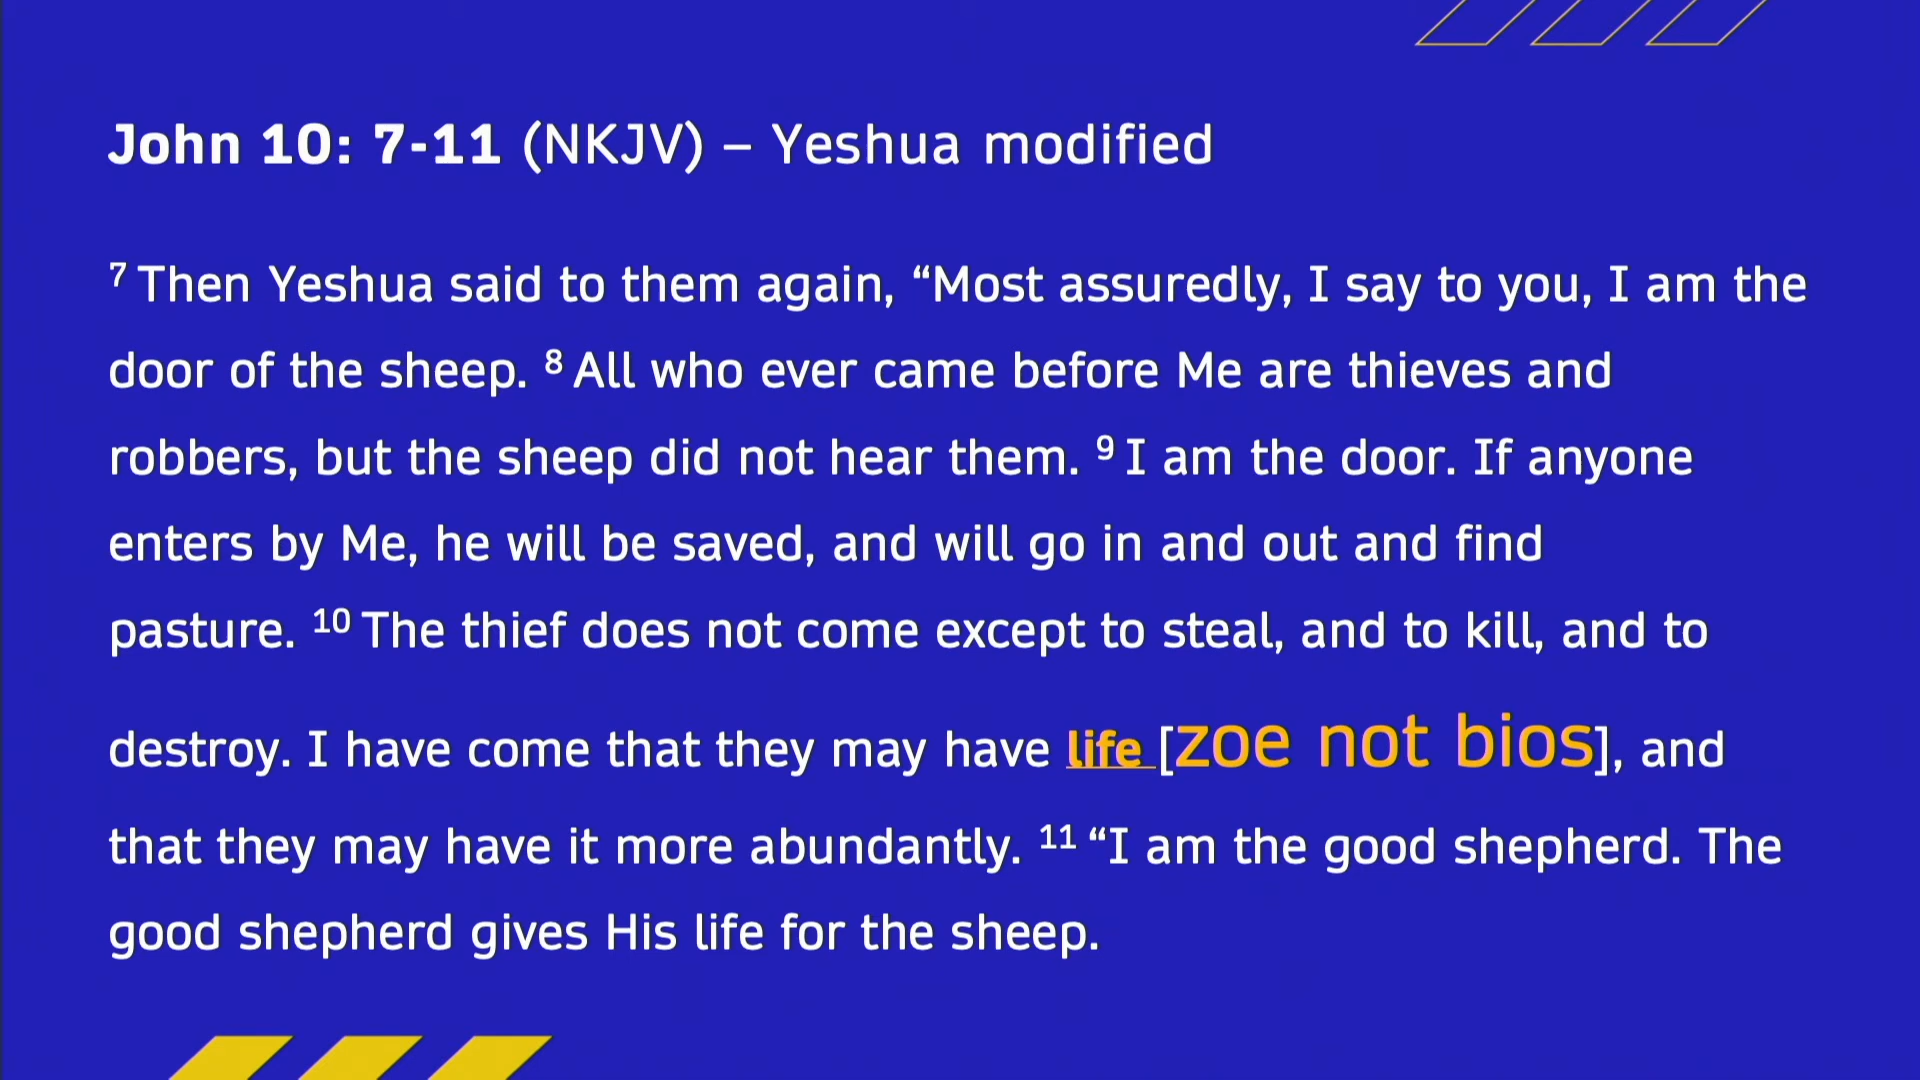 John 10: 7-11 (NKJV) – Yeshua modified
7 Then Yeshua said to them again, “Most assuredly, I say to you, I am the
door of the sheep. 8 All who ever came before Me are thieves and
robbers, but the sheep did not hear them. 9 I am the door. If anyone
enters by Me, he will be saved, and will go in and out and find
pasture. 10 The thief does not come except to steal, and to kill, and to
destroy. I have come that they may have life [zoe not bios], and
that they may have it more abundantly. 11 “I am the good shepherd. The
good shepherd gives His life for the sheep.